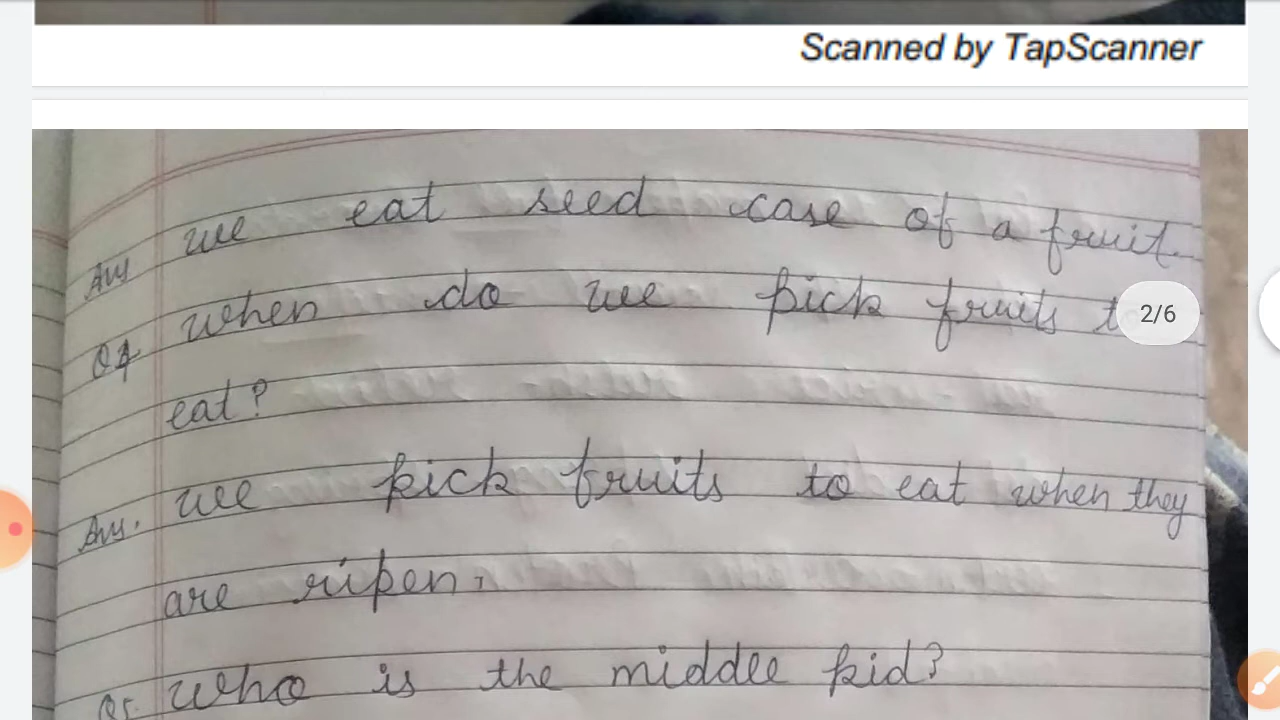 Scanned by TapScanner
Ans we eat seed case of a fruit.
Q4 when do we pick fruits
2/6
eat?
Ans. we pick fruits to eat when they
are ripen.
Q5. Who is the middle kid?